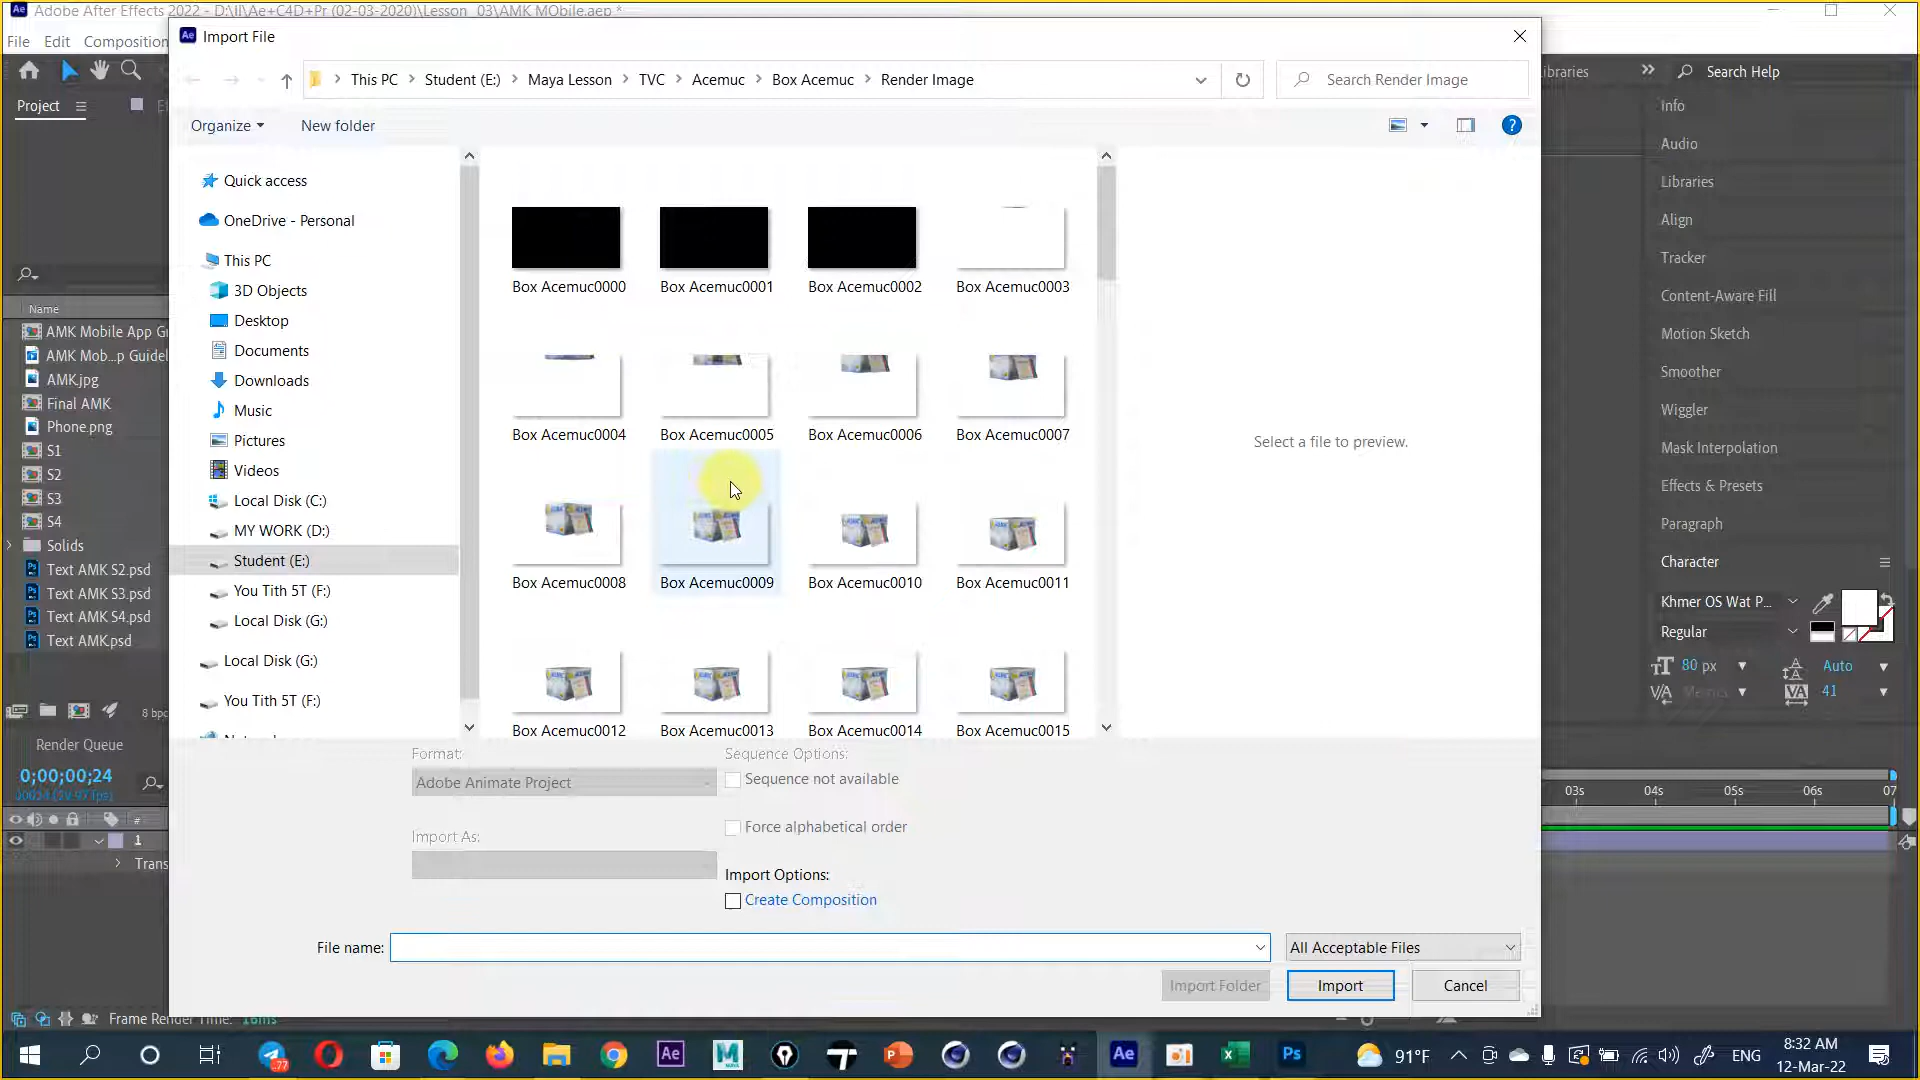 Adobe After Effects 2022 - D:\II\Ae+C4D+Pr (02-03-2020)\Lesson _03\AMK MObile.aep *
File Edit Composition
Import File
This PC > Student (E:) > Maya Lesson > TVC > Acemuc > Box Acemuc > Render Image
Search Render Image
Libraries
Search Help
Organize
New folder
Project
Quick access
OneDrive - Personal
This PC
3D Objects
Desktop
Documents
Downloads
Music
Pictures
Videos
Local Disk (C:)
MY WORK (D:)
Student (E:)
You Tith 5T (F:)
Local Disk (G:)
Local Disk (G:)
You Tith 5T (F:)
Box Acemuc0000 Box Acemuc0001 Box Acemuc0002 Box Acemuc0003
Box Acemuc0004 Box Acemuc0005 Box Acemuc0006 Box Acemuc0007
Box Acemuc0008 Box Acemuc0009 Box Acemuc0010 Box Acemuc0011
Box Acemuc0012 Box Acemuc0013 Box Acemuc0014 Box Acemuc0015
Select a file to preview.
Name
AMK Mobile App G
AMK Mob...p Guidel
AMK.jpg
Final AMK
Phone.png
S1
S2
S3
S4
Solids
Text AMK S2.psd
Text AMK S3.psd
Text AMK S4.psd
Text AMK.psd
8 bpc
Info
Audio
Libraries
Align
Tracker
Content-Aware Fill
Motion Sketch
Smoother
Wiggler
Mask Interpolation
Effects & Presets
Paragraph
Character
Khmer OS Wat P...
Regular
80 px Auto
Metrics 41
Format:
Adobe Animate Project
Import As:
Sequence Options:
Sequence not available
Force alphabetical order
Import Options:
Create Composition
File name:
All Acceptable Files
Import Folder
Import
Cancel
Render Queue
0;00;00;24
00024 (29.97 fps)
#
1
Trans
03s 04s 05s 06s 07
Frame Render Time: 16ms
77
91°F
ENG
8:32 AM
12-Mar-22